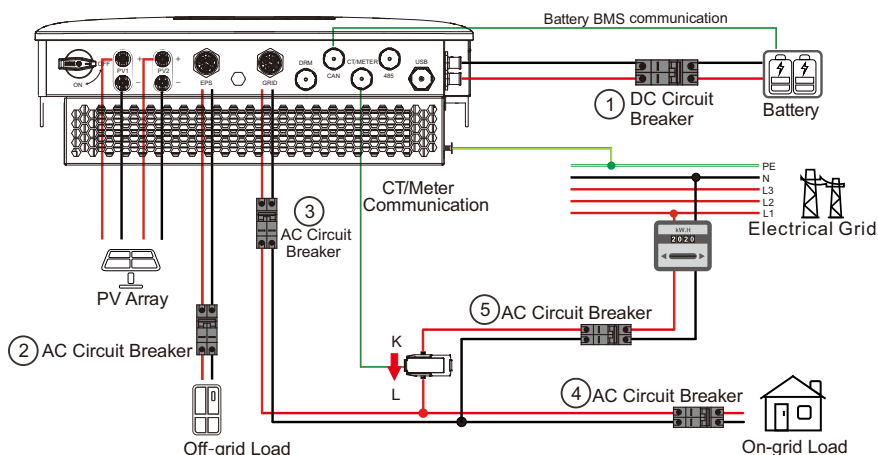 Battery BMS communication
OFF
ON
+
PV1
−
+
PV2
−
EPS
GRID
DRM
CAN
CT/METER
485
USB
1
DC Circuit
Breaker
Battery
CT/Meter
Communication
PE
N
L3
L2
L1
Electrical Grid
kW.H
2020
3
AC Circuit
Breaker
PV Array
2
AC Circuit Breaker
5
AC Circuit Breaker
K
L
4
AC Circuit Breaker
Off-grid Load
On-grid Load